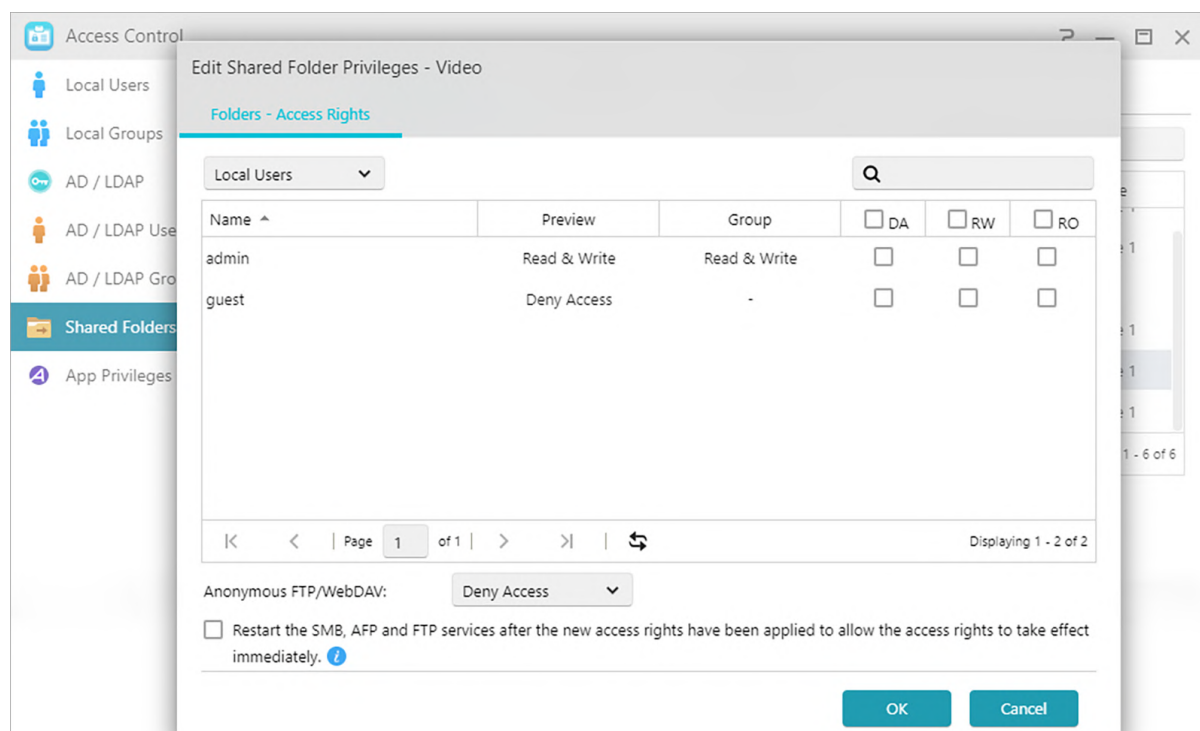 Access Control
Edit Shared Folder Privileges - Video
Folders - Access Rights
Local Users
Local Groups
AD / LDAP
AD / LDAP Use
AD / LDAP Gro
Shared Folders
App Privileges
Local Users
Name Preview Group DA RW RO
admin Read & Write Read & Write
guest Deny Access -
Page 1 of 1 Displaying 1 - 2 of 2
Anonymous FTP/WebDAV: Deny Access
Restart the SMB, AFP and FTP services after the new access rights have been applied to allow the access rights to take effect
immediately.
OK Cancel
e
e 1
e 1
e 1
e 1
1 - 6 of 6